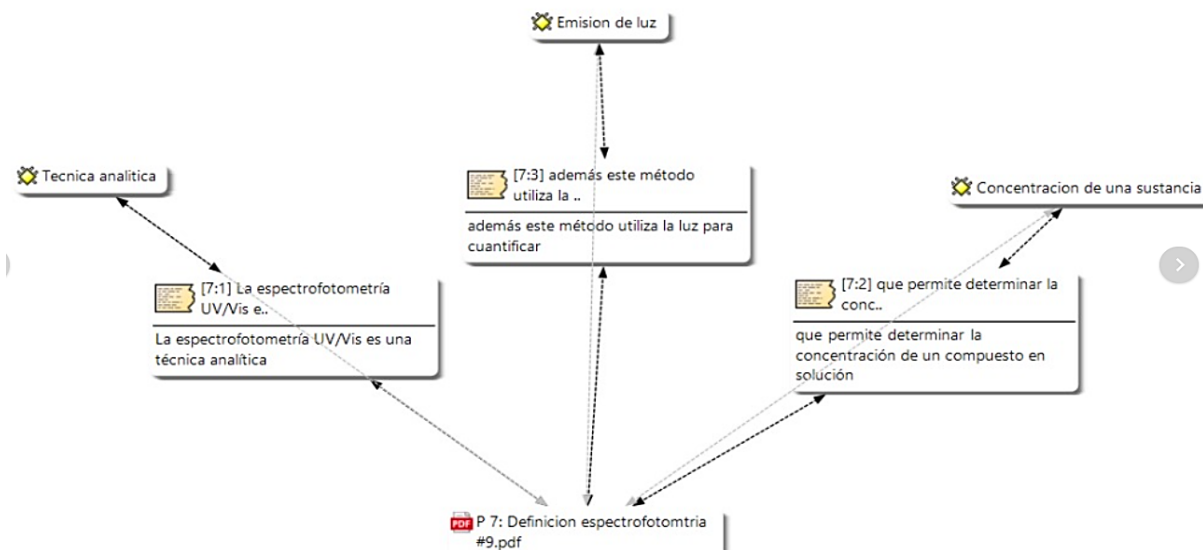 Emision de luz
Tecnica analitica
[7:3] además este método
utiliza la ..
además este método utiliza la luz para
cuantificar
Concentracion de una sustancia
[7:1] La espectrofotometría
UV/Vis e..
La espectrofotometría UV/Vis es una
técnica analítica
[7:2] que permite determinar la
conc..
que permite determinar la
concentración de un compuesto en
solución
PDF P 7: Definicion espectrofotomtria
#9.pdf